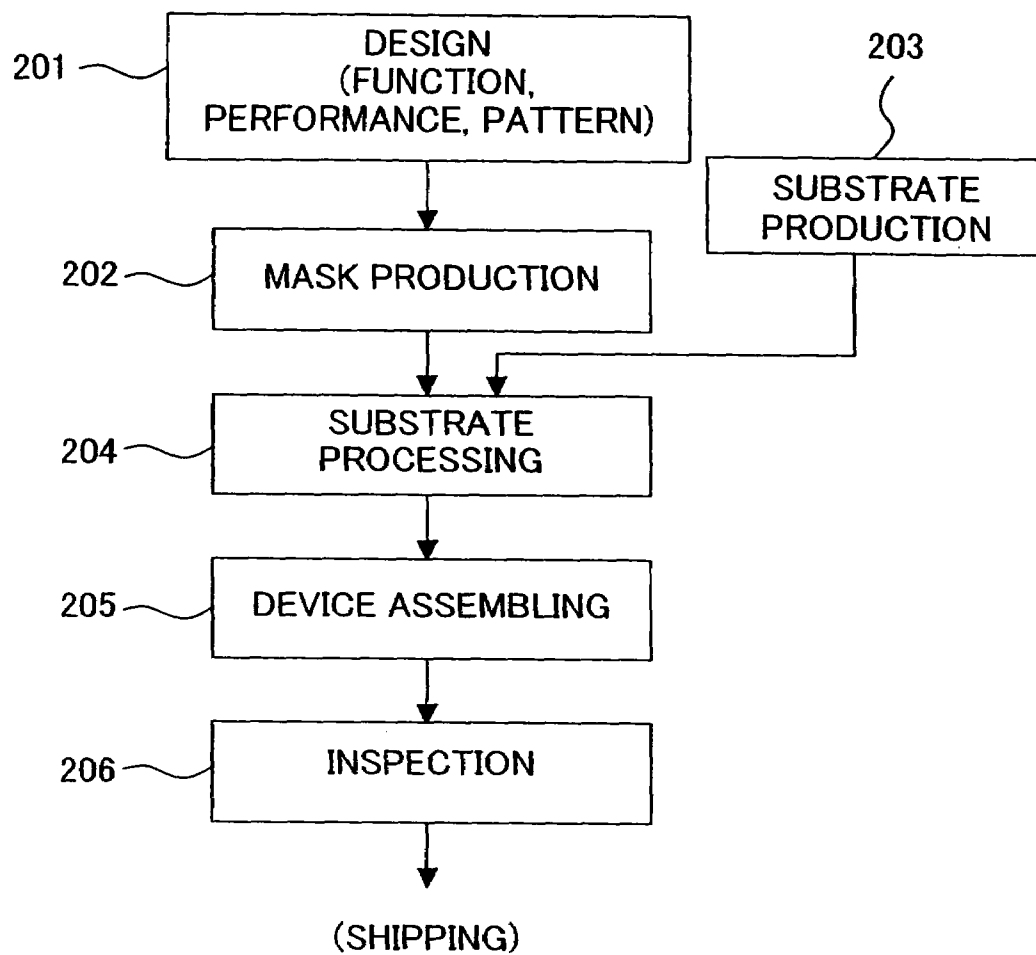 201
DESIGN
(FUNCTION,
PERFORMANCE, PATTERN)
203
SUBSTRATE
PRODUCTION
202
MASK PRODUCTION
204
SUBSTRATE
PROCESSING
205
DEVICE ASSEMBLING
206
INSPECTION
(SHIPPING)